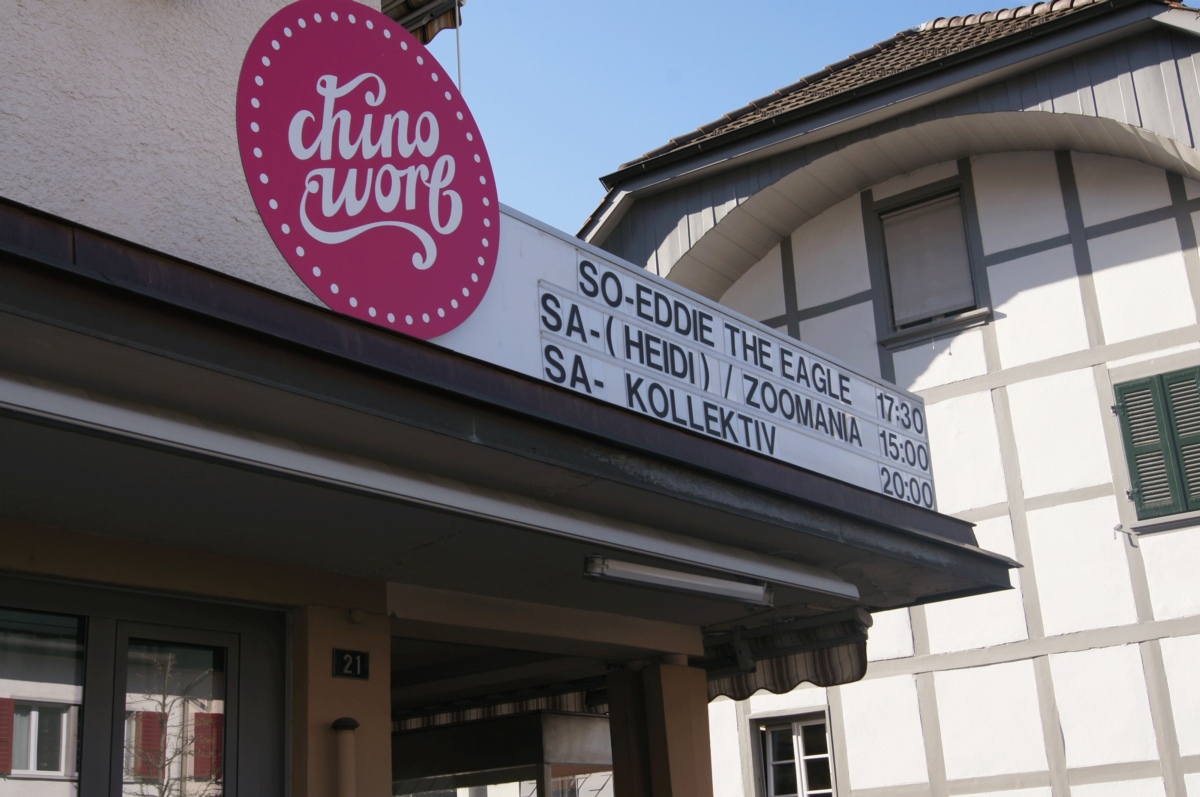 chino
worb
SO-EDDIE THE EAGLE 17:30
SA-(HEIDI) / ZOOMANIA 15:00
SA- KOLLEKTIV 20:00
21